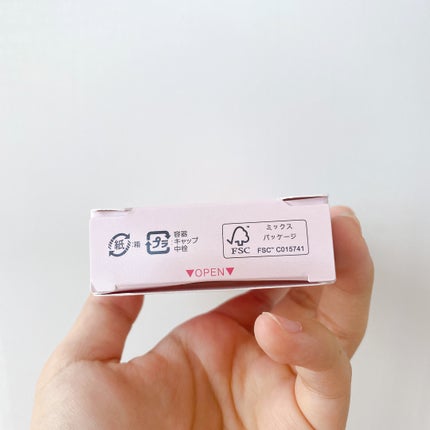 紙 :箱
プラ 容器
:キャップ
中栓
FSC
ミックス
パッケージ
FSC™ C015741
▼OPEN▼